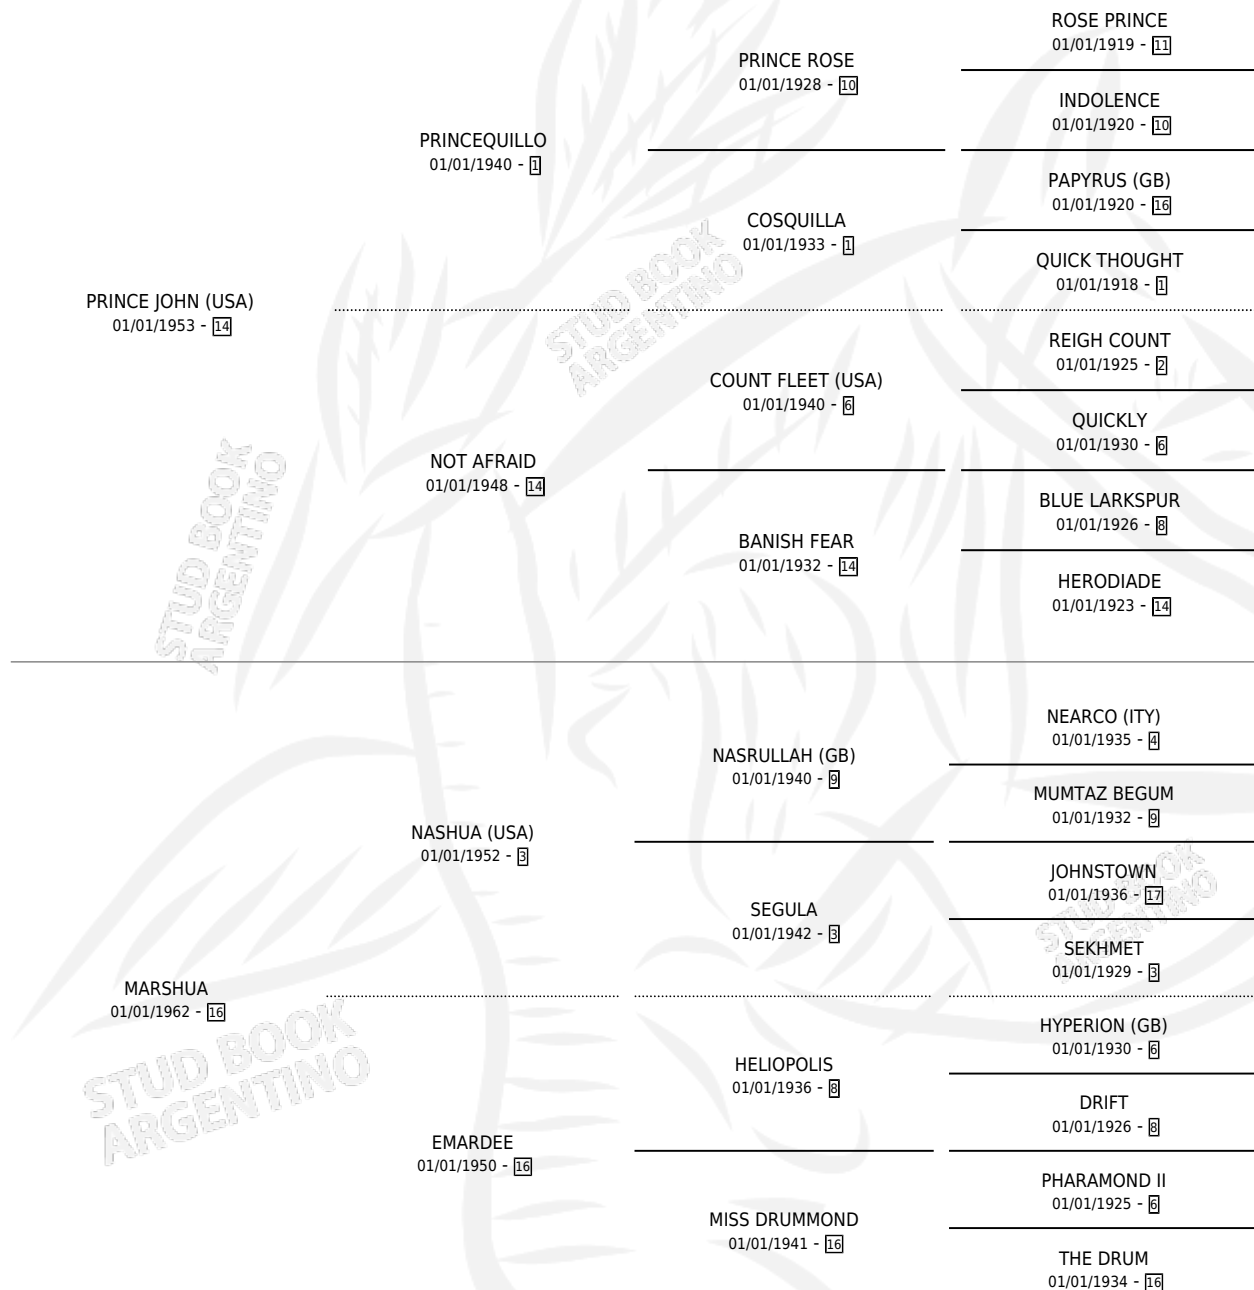 ROSE PRINCE
01/01/1919 - 11
PRINCE ROSE
01/01/1928 - 10
INDOLENCE
01/01/1920 - 10
PRINCEQUILLO
01/01/1940 - 1
PAPYRUS (GB)
01/01/1920 - 16
COSQUILLA
01/01/1933 - 1
QUICK THOUGHT
01/01/1918 - 1
PRINCE JOHN (USA)
01/01/1953 - 14
STUD BOOK
ARGENTINO
REIGH COUNT
01/01/1925 - 2
COUNT FLEET (USA)
01/01/1940 - 6
QUICKLY
01/01/1930 - 6
NOT AFRAID
01/01/1948 - 14
BLUE LARKSPUR
01/01/1926 - 8
BANISH FEAR
01/01/1932 - 14
HERODIADE
01/01/1923 - 14
STUD BOOK
ARGENTINO
NEARCO (ITY)
01/01/1935 - 4
NASRULLAH (GB)
01/01/1940 - 9
MUMTAZ BEGUM
01/01/1932 - 9
NASHUA (USA)
01/01/1952 - 3
JOHNSTOWN
01/01/1936 - 17
SEGULA
01/01/1942 - 3
STUD BOOK
ARGENTINO
SEKHMET
01/01/1929 - 3
MARSHUA
01/01/1962 - 16
STUD BOOK
ARGENTINO
HYPERION (GB)
01/01/1930 - 6
HELIOPOLIS
01/01/1936 - 8
DRIFT
01/01/1926 - 8
EMARDEE
01/01/1950 - 16
PHARAMOND II
01/01/1925 - 6
MISS DRUMMOND
01/01/1941 - 16
THE DRUM
01/01/1934 - 16